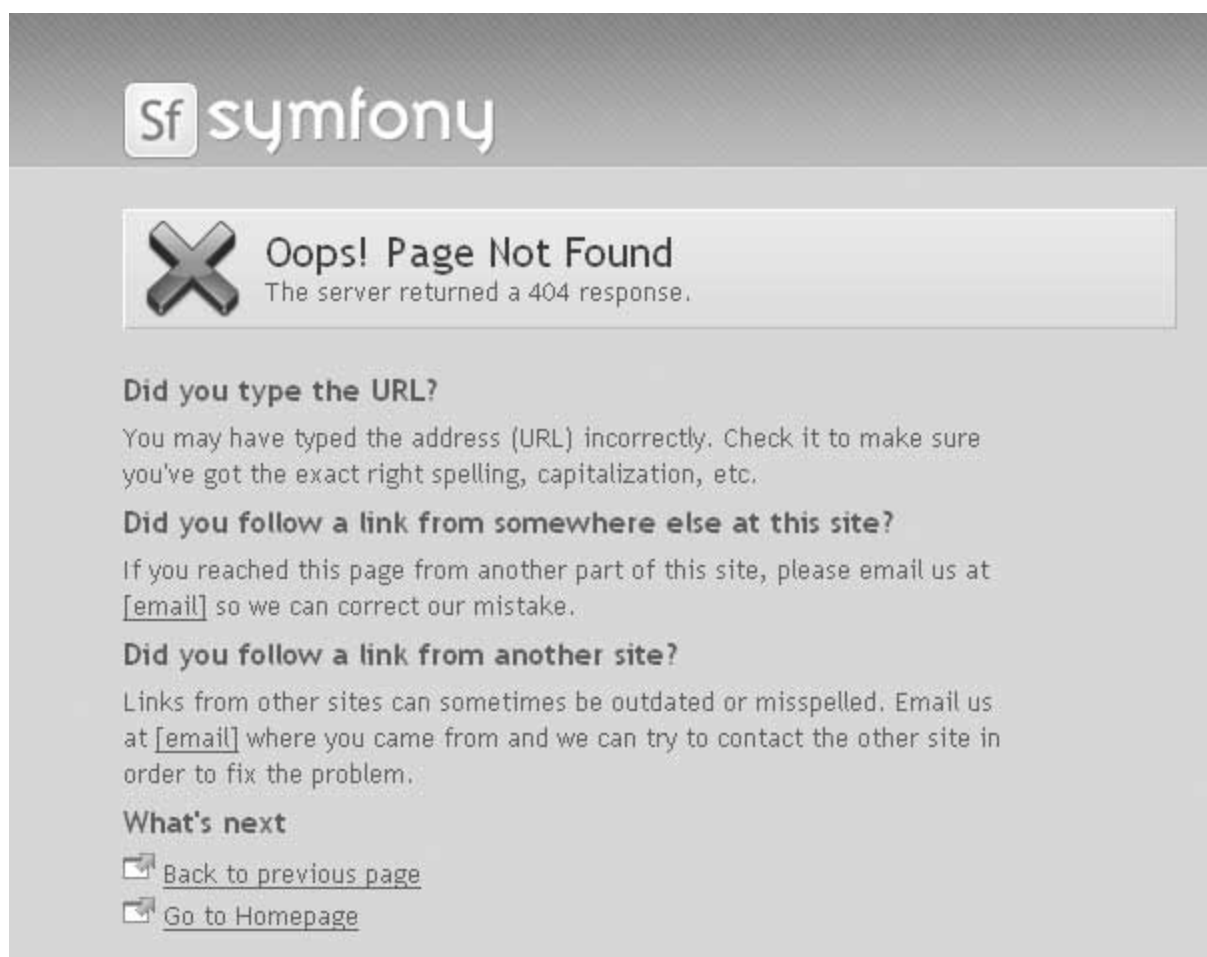 Sf symfony
Oops! Page Not Found
The server returned a 404 response.
Did you type the URL?
You may have typed the address (URL) incorrectly. Check it to make sure
you've got the exact right spelling, capitalization, etc.
Did you follow a link from somewhere else at this site?
If you reached this page from another part of this site, please email us at
[email] so we can correct our mistake.
Did you follow a link from another site?
Links from other sites can sometimes be outdated or misspelled. Email us
at [email] where you came from and we can try to contact the other site in
order to fix the problem.
What's next
Back to previous page
Go to Homepage